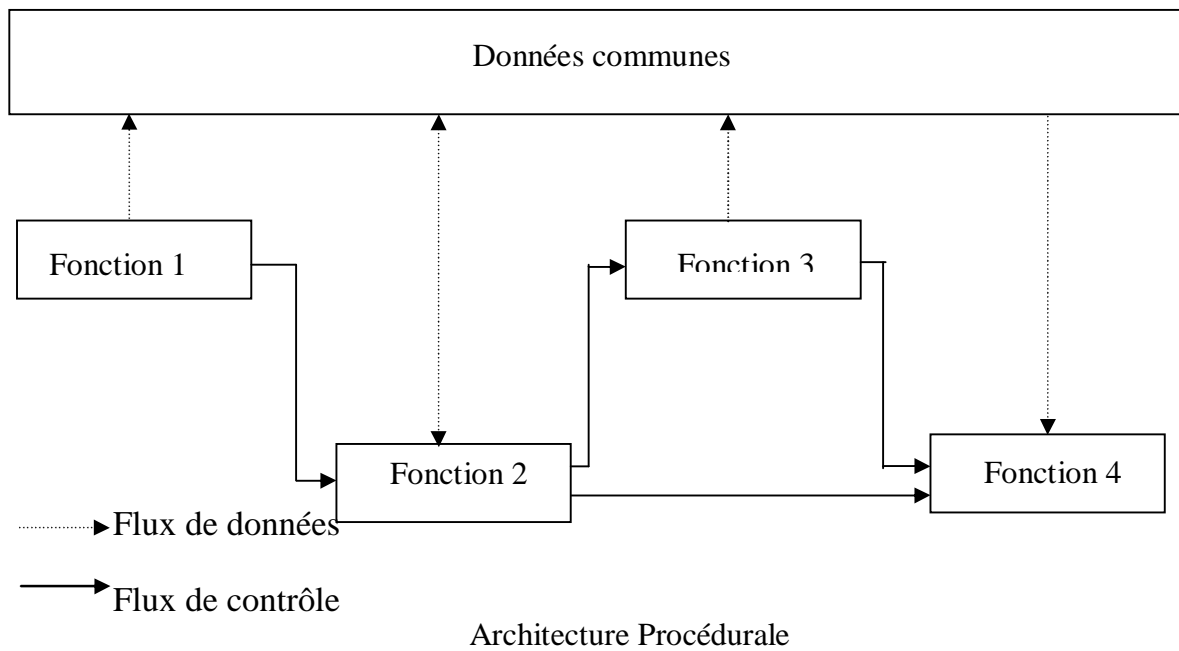 Données communes
Fonction 1
Fonction 3
Fonction 2
Fonction 4
Flux de données
Flux de contrôle
Architecture Procédurale